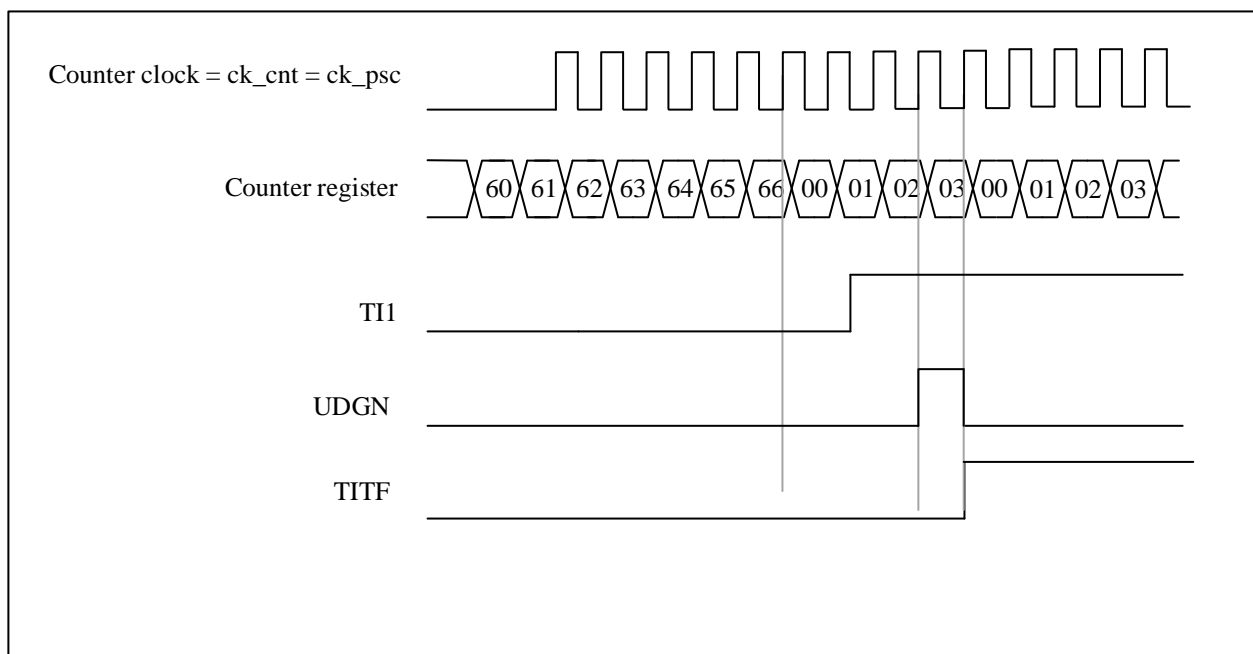 Counter clock = ck_cnt = ck_psc
Counter register 60 61 62 63 64 65 66 00 01 02 03 00 01 02 03
TI1
UDGN
TITF